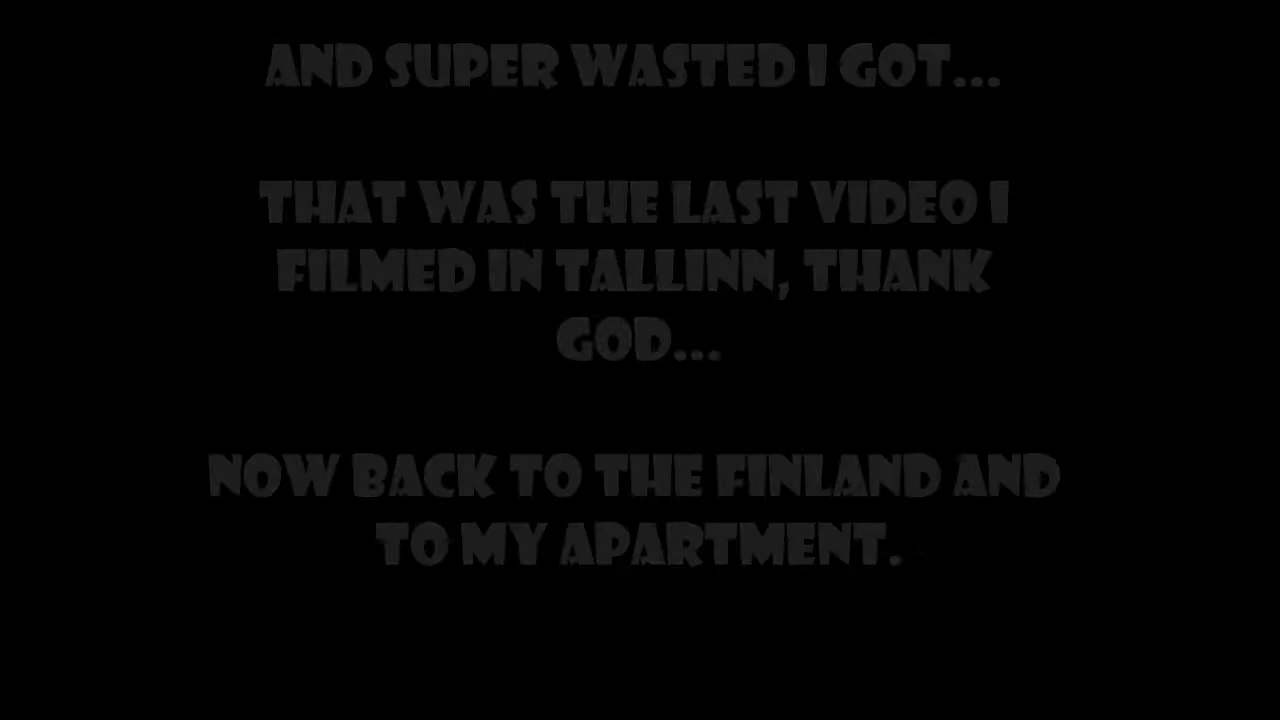 AND SUPER WASTED I GOT...
THAT WAS THE LAST VIDEO I
FILMED IN TALLINN, THANK
GOD...
NOW BACK TO THE FINLAND AND
TO MY APARTMENT.